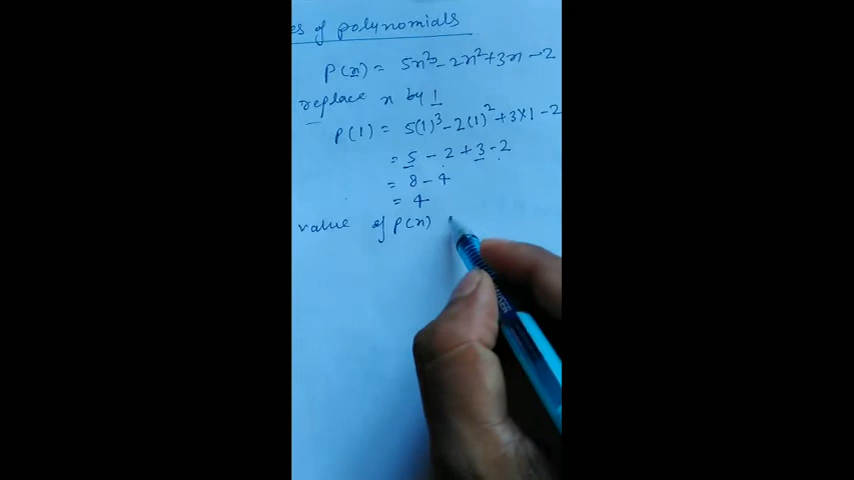 es of polynomials
P(x) = 5x³ - 2x² + 3x - 2
replace x by 1
P(1) = 5(1)³ - 2(1)² + 3×1 - 2
= 5 - 2 + 3 - 2
= 8 - 4
= 4
value of P(x)